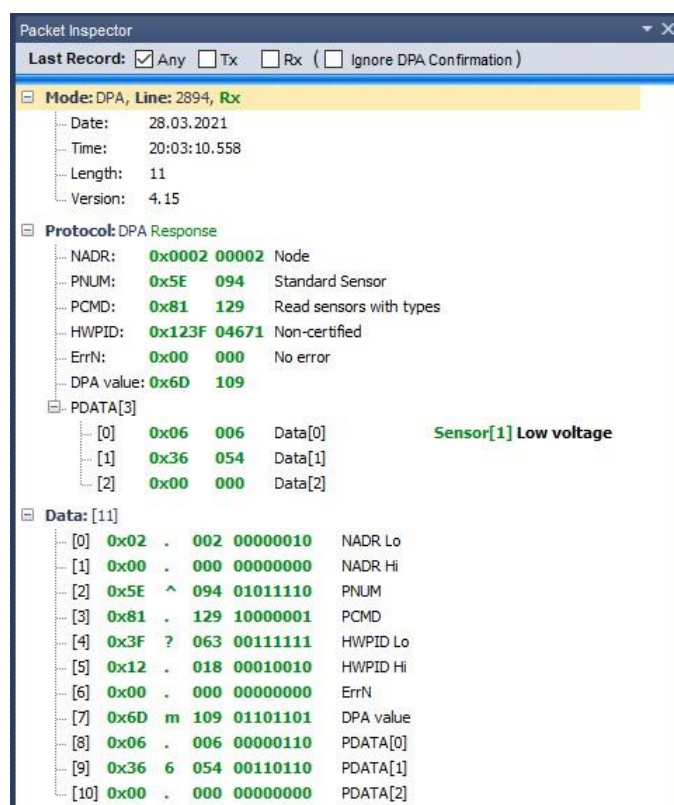 Packet Inspector
Last Record: Any Tx Rx ( Ignore DPA Confirmation )
Mode: DPA, Line: 2894, Rx
Date: 28.03.2021
Time: 20:03:10.558
Length: 11
Version: 4.15
Protocol: DPA Response
NADR: 0x0002 00002 Node
PNUM: 0x5E 094 Standard Sensor
PCMD: 0x81 129 Read sensors with types
HWPID: 0x123F 04671 Non-certified
ErrN: 0x00 000 No error
DPA value: 0x6D 109
PDATA[3]
[0] 0x06 006 Data[0] Sensor[1] Low voltage
[1] 0x36 054 Data[1]
[2] 0x00 000 Data[2]
Data: [11]
[0] 0x02 . 002 00000010 NADR Lo
[1] 0x00 . 000 00000000 NADR Hi
[2] 0x5E ^ 094 01011110 PNUM
[3] 0x81 . 129 10000001 PCMD
[4] 0x3F ? 063 00111111 HWPID Lo
[5] 0x12 . 018 00010010 HWPID Hi
[6] 0x00 . 000 00000000 ErrN
[7] 0x6D m 109 01101101 DPA value
[8] 0x06 . 006 00000110 PDATA[0]
[9] 0x36 6 054 00110110 PDATA[1]
[10] 0x00 . 000 00000000 PDATA[2]